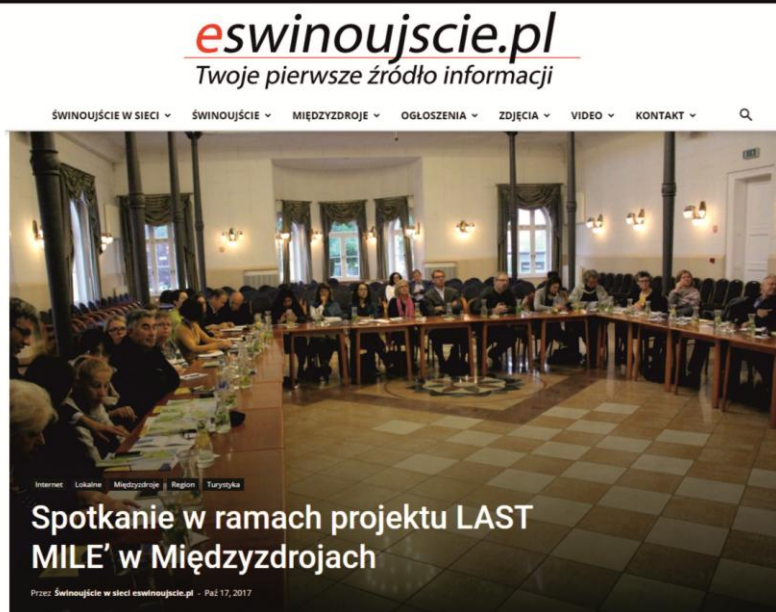 eswinoujscie.pl
Twoje pierwsze źródło informacji
ŚWINOUJŚCIE W SIECI ŚWINOUJŚCIE MIĘDZYZDROJE OGŁOSZENIA ZDJĘCIA VIDEO KONTAKT
Internet Lokalne Międzyzdroje Region Turystyka
Spotkanie w ramach projektu LAST
MILE’ w Międzyzdrojach
Przez Świnoujście w sieci eswinoujscie.pl - Paź 17, 2017